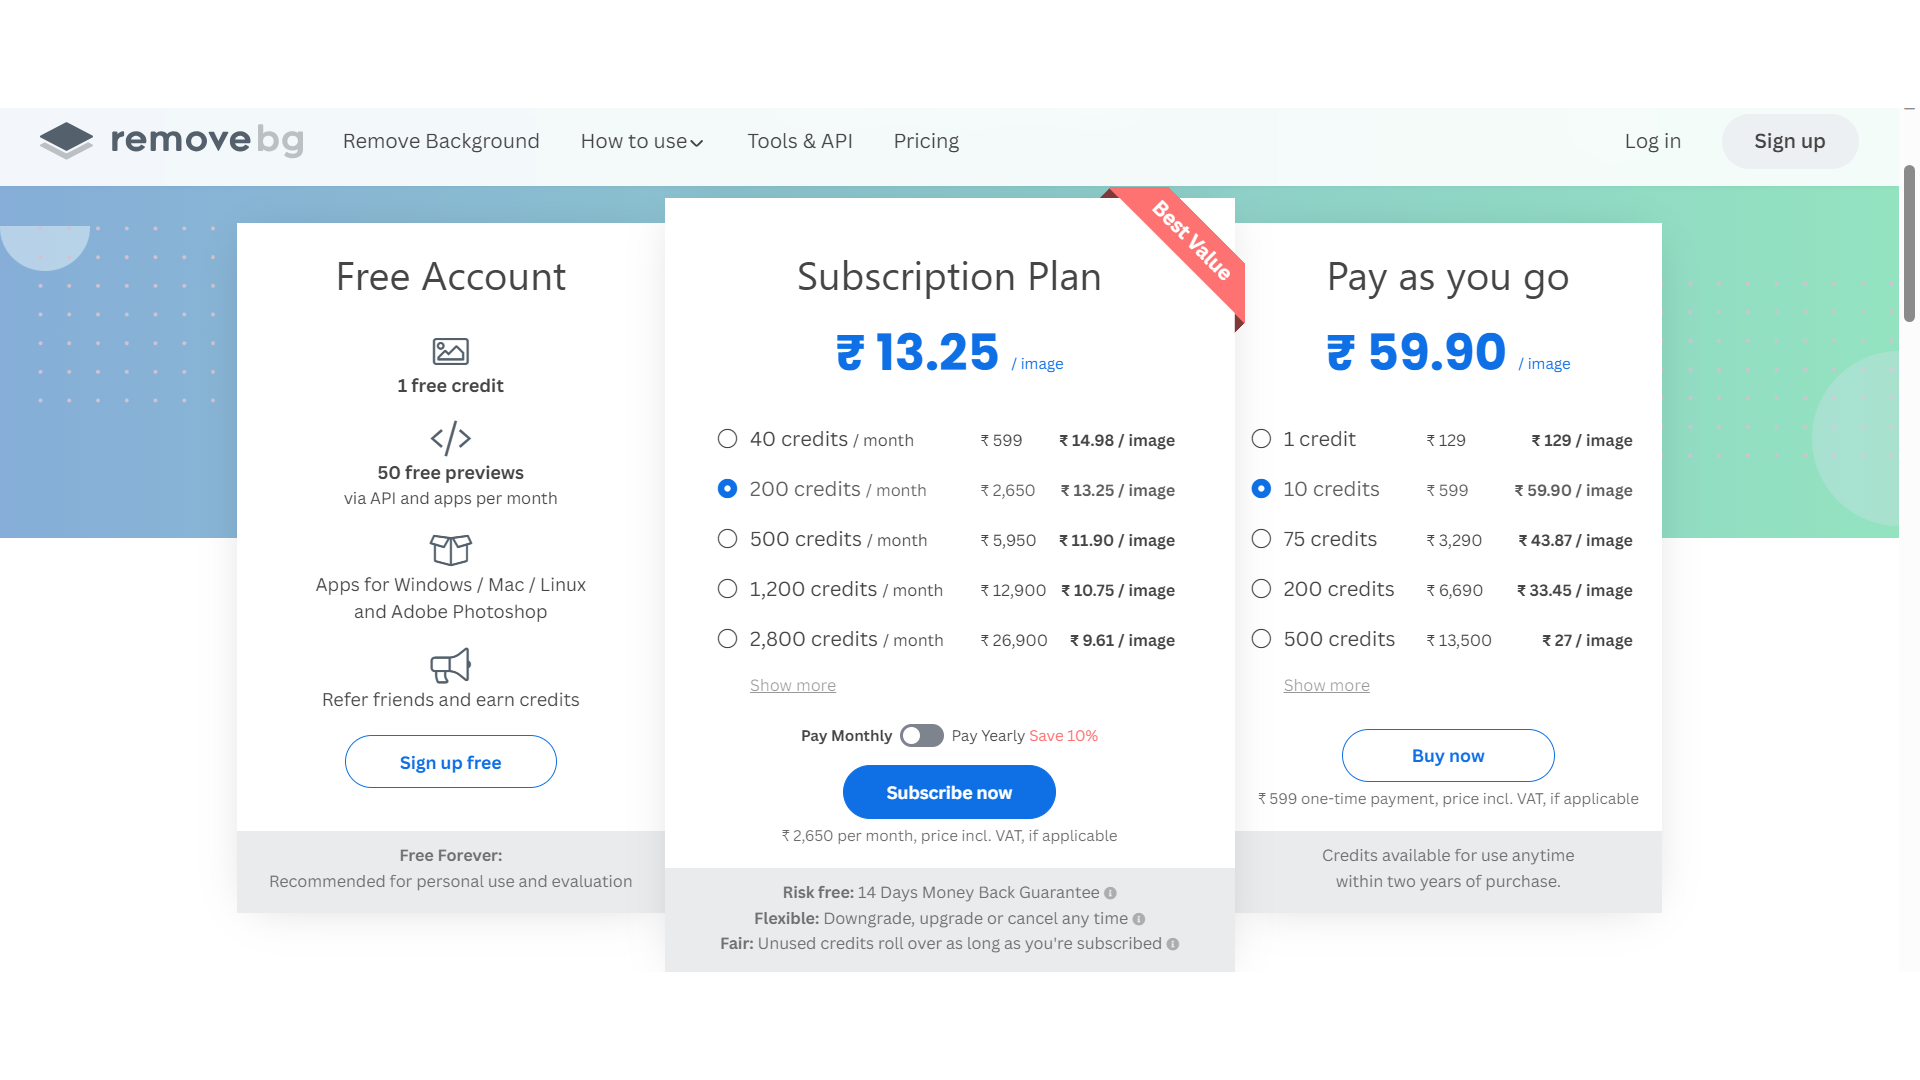 removebg Remove Background How to use Tools & API Pricing Log in Sign up
Free Account
1 free credit
</>
50 free previews
via API and apps per month
Apps for Windows / Mac / Linux
and Adobe Photoshop
Refer friends and earn credits
Sign up free
Free Forever:
Recommended for personal use and evaluation
Best Value
Subscription Plan
₹ 13.25 / image
40 credits / month ₹ 599 ₹ 14.98 / image
200 credits / month ₹ 2,650 ₹ 13.25 / image
500 credits / month ₹ 5,950 ₹ 11.90 / image
1,200 credits / month ₹ 12,900 ₹ 10.75 / image
2,800 credits / month ₹ 26,900 ₹ 9.61 / image
Show more
Pay Monthly Pay Yearly Save 10%
Subscribe now
₹ 2,650 per month, price incl. VAT, if applicable
Risk free: 14 Days Money Back Guarantee
Flexible: Downgrade, upgrade or cancel any time
Fair: Unused credits roll over as long as you're subscribed
Pay as you go
₹ 59.90 / image
1 credit ₹ 129 ₹ 129 / image
10 credits ₹ 599 ₹ 59.90 / image
75 credits ₹ 3,290 ₹ 43.87 / image
200 credits ₹ 6,690 ₹ 33.45 / image
500 credits ₹ 13,500 ₹ 27 / image
Show more
Buy now
₹ 599 one-time payment, price incl. VAT, if applicable
Credits available for use anytime
within two years of purchase.